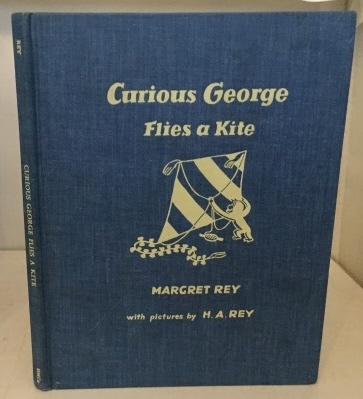 Curious George
Flies a Kite
MARGRET REY
with pictures by H. A. REY
REY
CURIOUS GEORGE FLIES A KITE